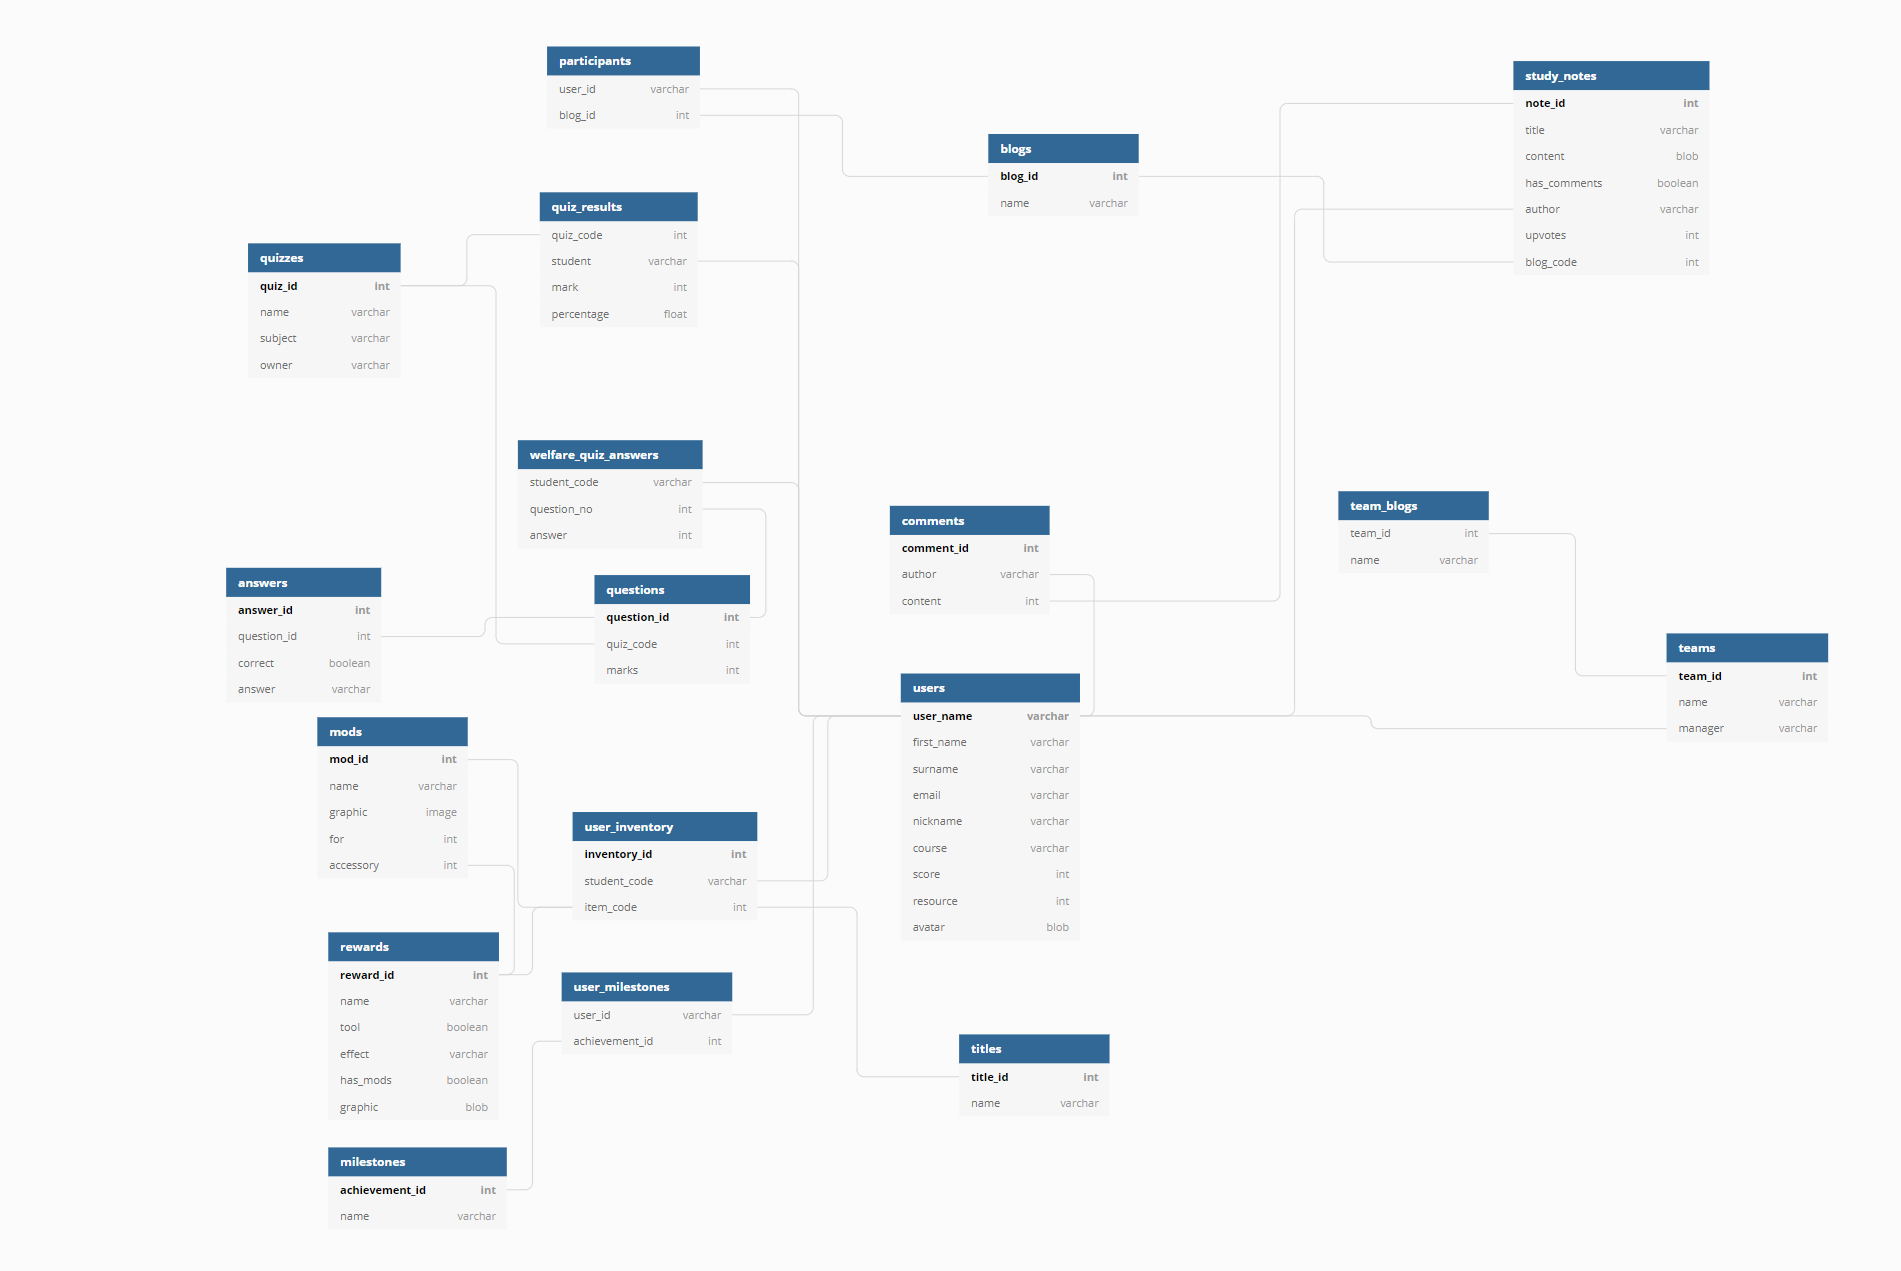 participants
user_id varchar
blog_id int
study_notes
note_id int
title varchar
content blob
has_comments boolean
author varchar
upvotes int
blog_code int
blogs
blog_id int
name varchar
quiz_results
quiz_code int
student varchar
mark int
percentage float
quizzes
quiz_id int
name varchar
subject varchar
owner varchar
welfare_quiz_answers
student_code varchar
question_no int
answer int
comments
comment_id int
author varchar
content int
team_blogs
team_id int
name varchar
answers
answer_id int
question_id int
correct boolean
answer varchar
questions
question_id int
quiz_code int
marks int
teams
team_id int
name varchar
manager varchar
users
user_name varchar
first_name varchar
surname varchar
email varchar
nickname varchar
course varchar
score int
resource int
avatar blob
mods
mod_id int
name varchar
graphic image
for int
accessory int
user_inventory
inventory_id int
student_code varchar
item_code int
rewards
reward_id int
name varchar
tool boolean
effect varchar
has_mods boolean
graphic blob
user_milestones
user_id varchar
achievement_id int
titles
title_id int
name varchar
milestones
achievement_id int
name varchar